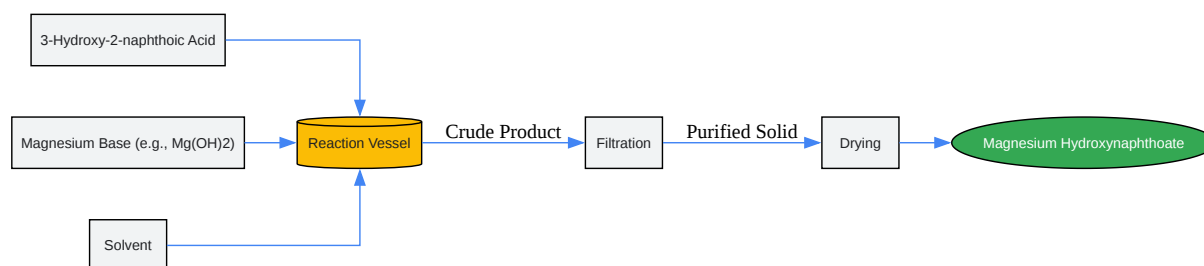 3-Hydroxy-2-naphthoic Acid
Magnesium Base (e.g., Mg(OH)2)
Solvent
Reaction Vessel
Crude Product
Filtration
Purified Solid
Drying
Magnesium Hydroxynaphthoate